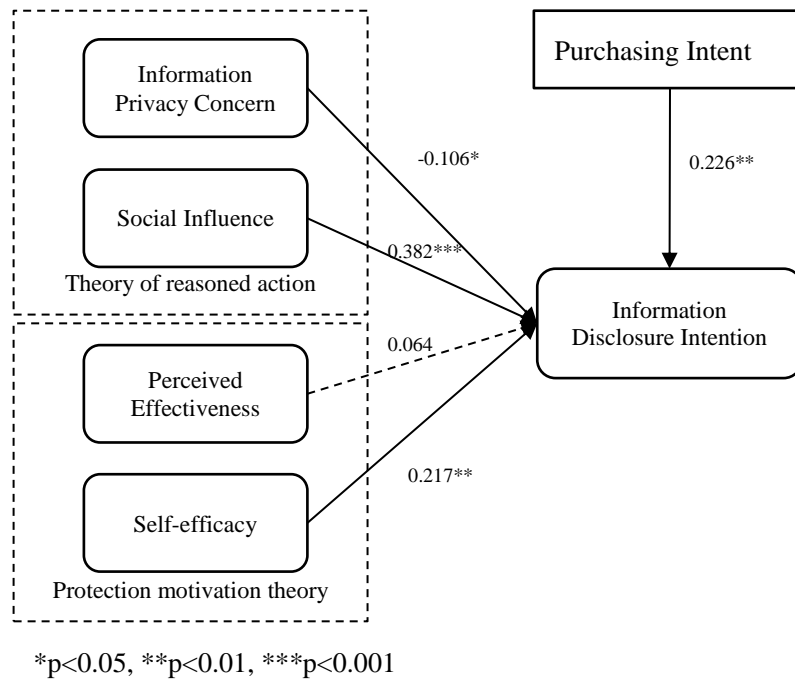 Information
Privacy Concern
Purchasing Intent
-0.106*
0.226**
Social Influence
0.382***
Theory of reasoned action
Information
Disclosure Intention
0.064
Perceived
Effectiveness
0.217**
Self-efficacy
Protection motivation theory
*p<0.05, **p<0.01, ***p<0.001